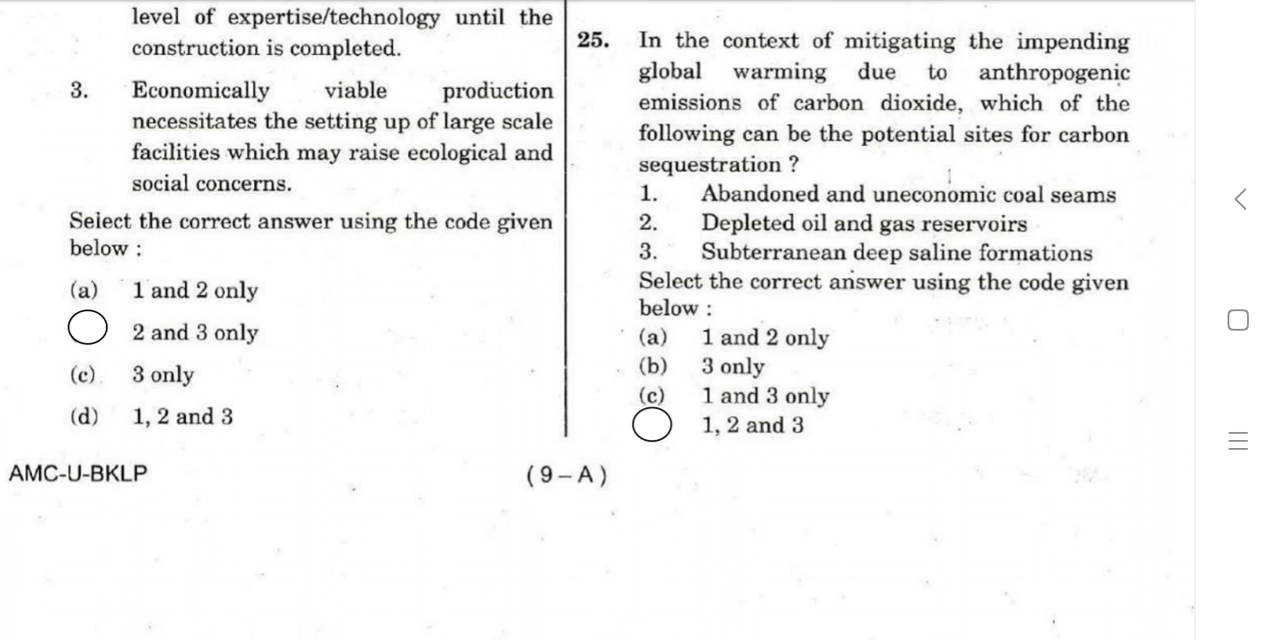 level of expertise/technology until the
construction is completed.
3. Economically viable production
necessitates the setting up of large scale
facilities which may raise ecological and
social concerns.
Select the correct answer using the code given
below :
(a) 1 and 2 only
2 and 3 only
(c) 3 only
(d) 1, 2 and 3
25. In the context of mitigating the impending
global warming due to anthropogenic
emissions of carbon dioxide, which of the
following can be the potential sites for carbon
sequestration ?
1. Abandoned and uneconomic coal seams
2. Depleted oil and gas reservoirs
3. Subterranean deep saline formations
Select the correct answer using the code given
below :
(a) 1 and 2 only
(b) 3 only
(c) 1 and 3 only
1, 2 and 3
AMC-U-BKLP
( 9 – A )